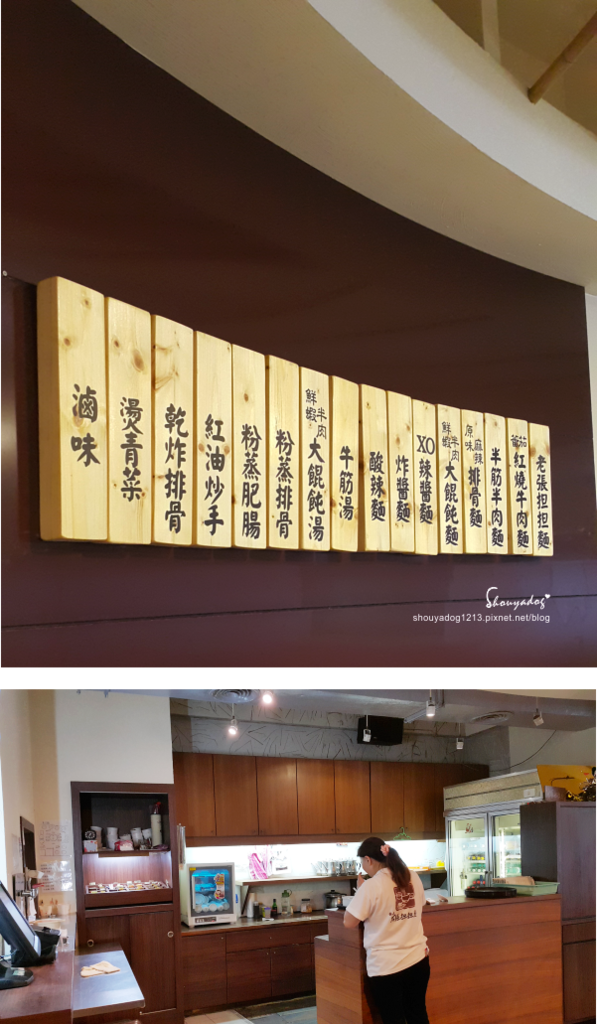 滷味
燙青菜
乾炸排骨
紅油炒手
粉蒸肥腸
粉蒸排骨
鮮蝦 牛肉 大餛飩湯
牛筋湯
酸辣麵
炸醬麵
XO辣醬麵
鮮蝦 牛肉 大餛飩麵
原味 麻辣 排骨麵
半筋半肉麵
蕃茄 紅燒牛肉麵
老張担担麵
Shouyadog
shouyadog1213.pixnet.net/blog